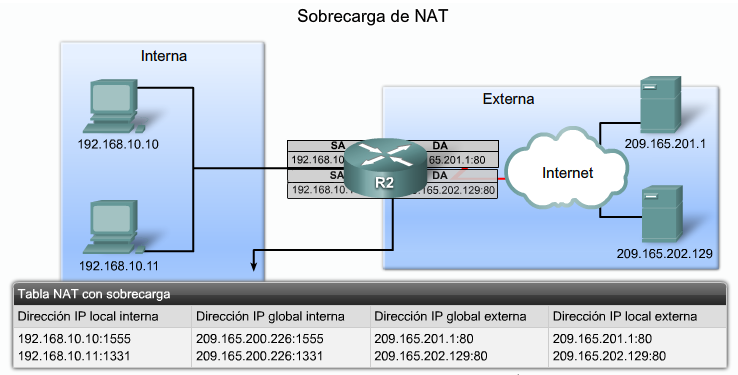 Sobrecarga de NAT
Interna
Externa
192.168.10.10
192.168.10.11
SA DA
192.168.10 65.201.1:80
SA DA
192.168.10.1 65.202.129:80
R2
Internet
209.165.201.1
209.165.202.129
Tabla NAT con sobrecarga
Dirección IP local interna Dirección IP global interna Dirección IP global externa Dirección IP local externa
192.168.10.10:1555 209.165.200.226:1555 209.165.201.1:80 209.165.201.1:80
192.168.10.11:1331 209.165.200.226:1331 209.165.202.129:80 209.165.202.129:80